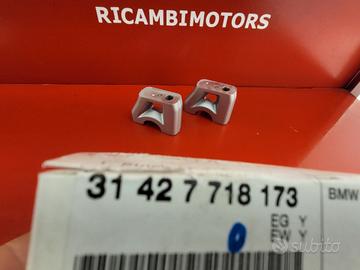 RICAMBIMOTORS
31 42 7 718 173
BMW
EG Y
EW Y
subito